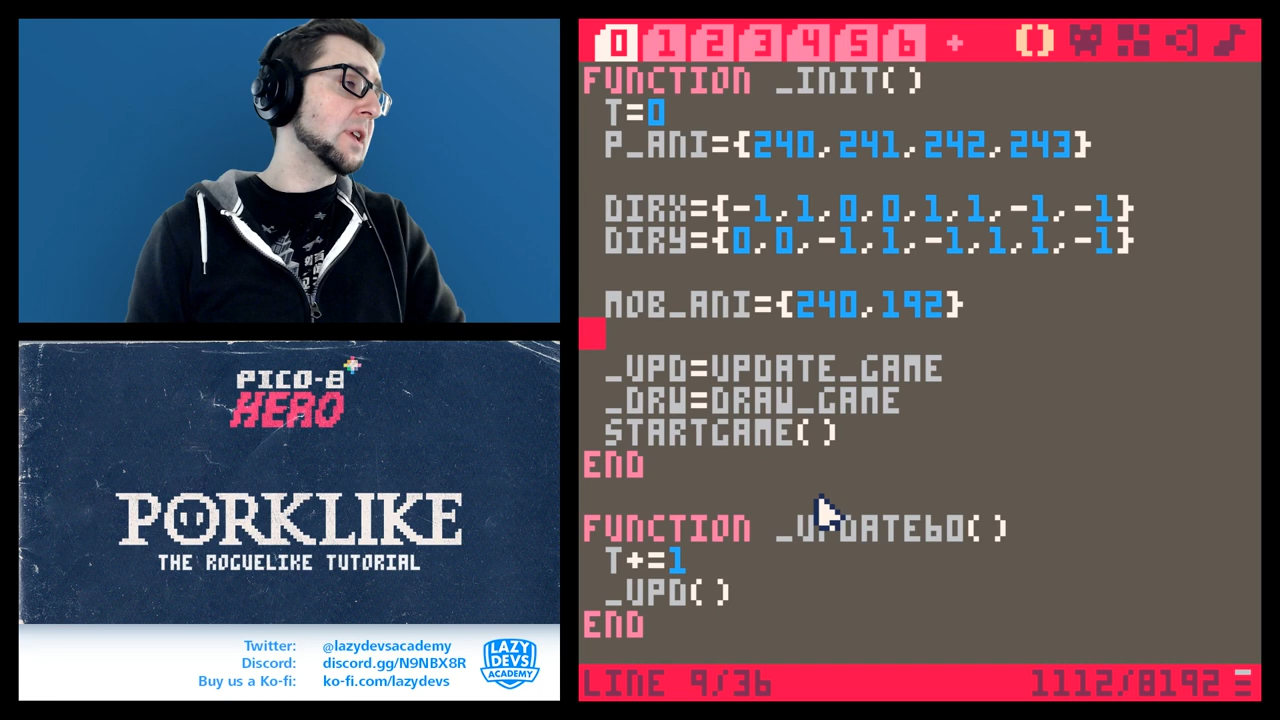 0 1 2 3 4 5 6 +
FUNCTION _INIT()
T=0
P_ANI={240,241,242,243}
DIRX={-1,1,0,0,1,1,-1,-1}
DIRY={0,0,-1,1,-1,1,1,-1}
MOB_ANI={240,192}
_UPD=UPDATE_GAME
_DRW=DRAW_GAME
STARTGAME()
END
FUNCTION _UPDATE60()
T+=1
_UPD()
END
LINE 9/36
1112/8192
PICO-8
HERO
PORKLIKE
THE ROGUELIKE TUTORIAL
Twitter: @lazydevsacademy
Discord: discord.gg/N9NBX8R
Buy us a Ko-fi: ko-fi.com/lazydevs
LAZY
DEVS
ACADEMY